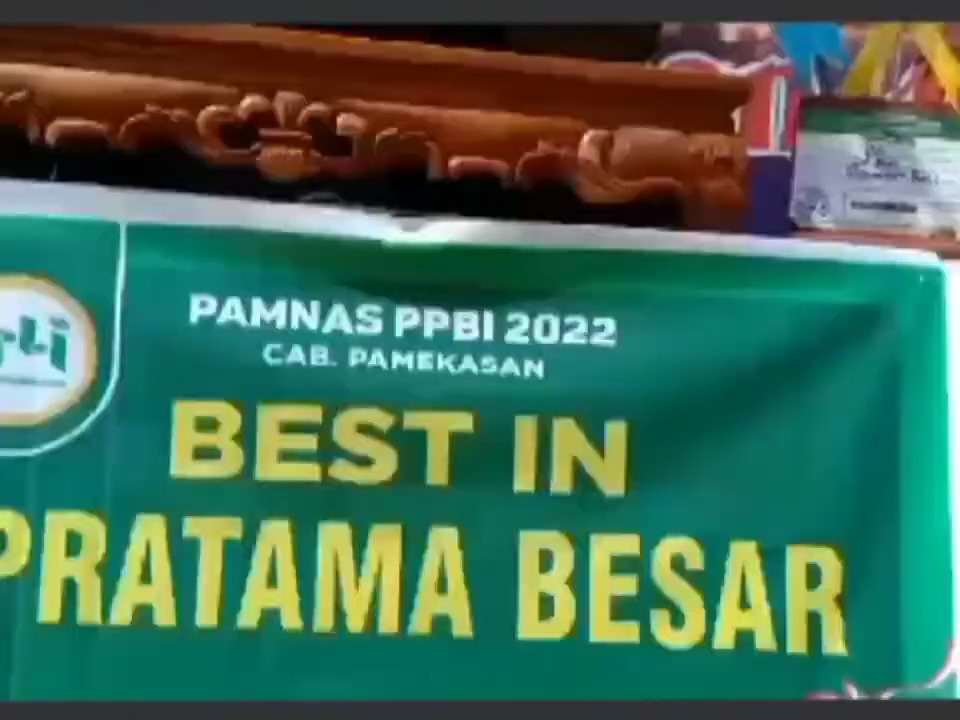 PAMNAS PPBI 2022
CAB. PAMEKASAN
BEST IN
PRATAMA BESAR